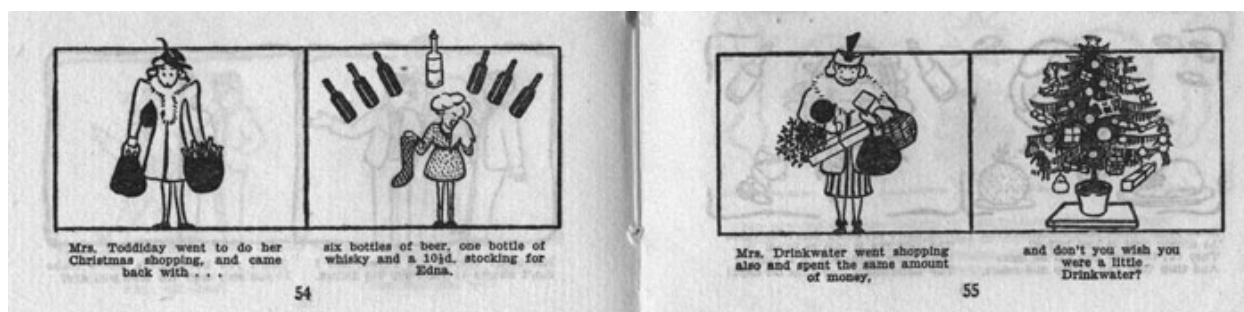 Mrs. Toddiday went to do her
Christmas shopping, and came
back with . . .
six bottles of beer, one bottle of
whisky and a 10½d. stocking for
Edna.
54
Mrs. Drinkwater went shopping
also and spent the same amount
of money,
and don't you wish you
were a little
Drinkwater?
55